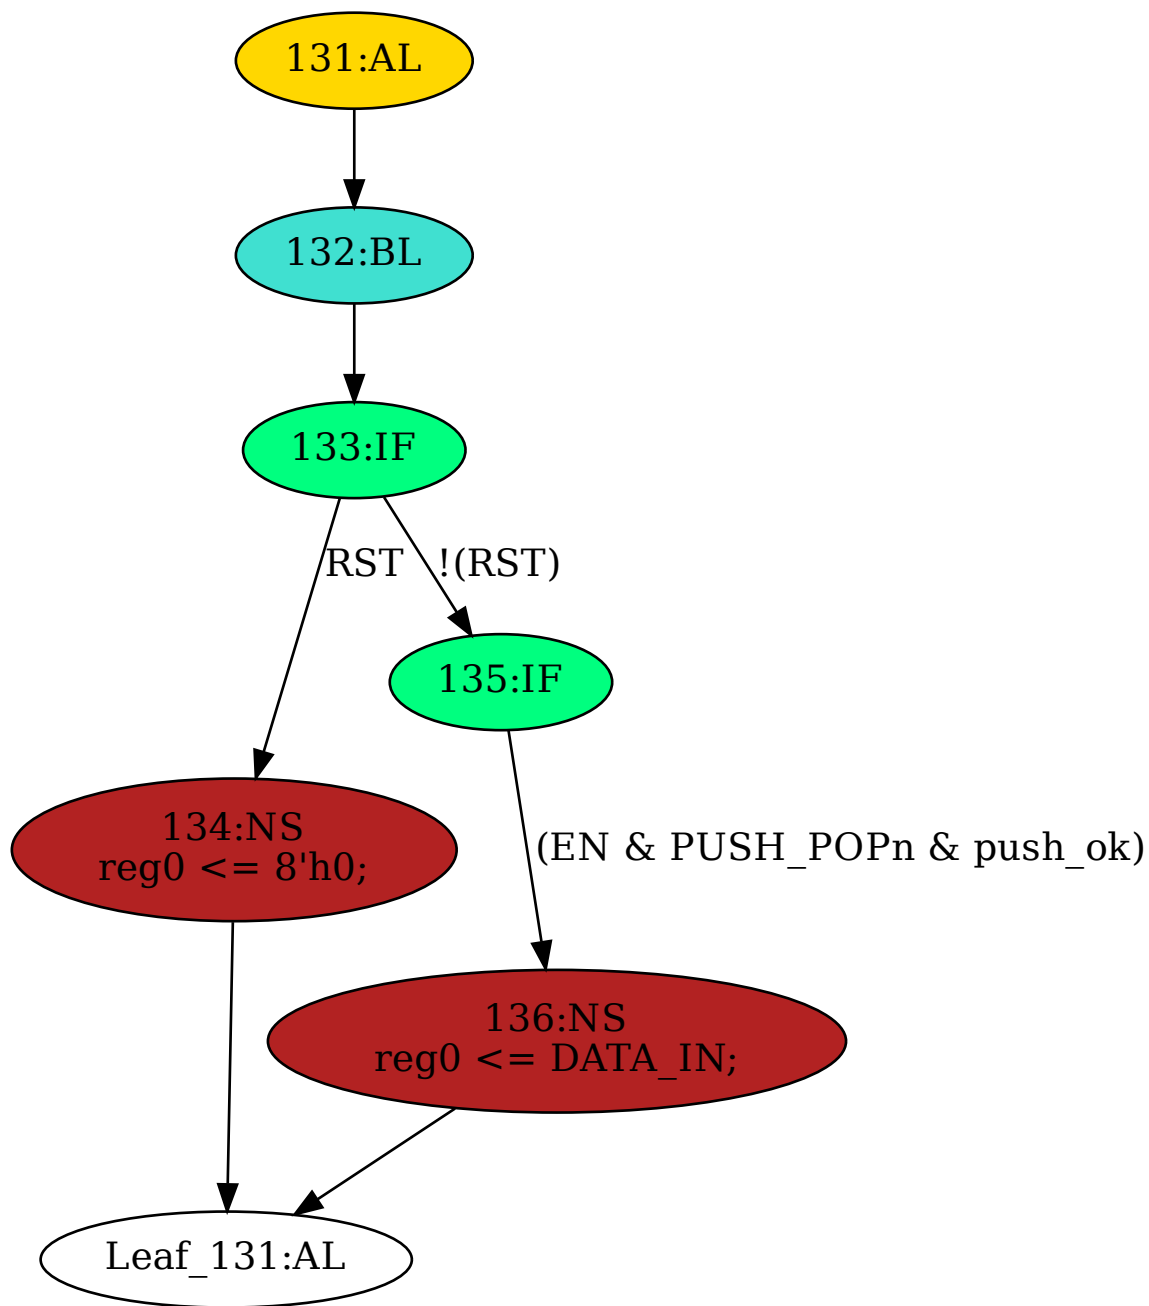 131:AL
132:BL
133:IF
RST
!(RST)
135:IF
134:NS
reg0 <= 8'h0;
(EN & PUSH_POPn & push_ok)
136:NS
reg0 <= DATA_IN;
Leaf_131:AL